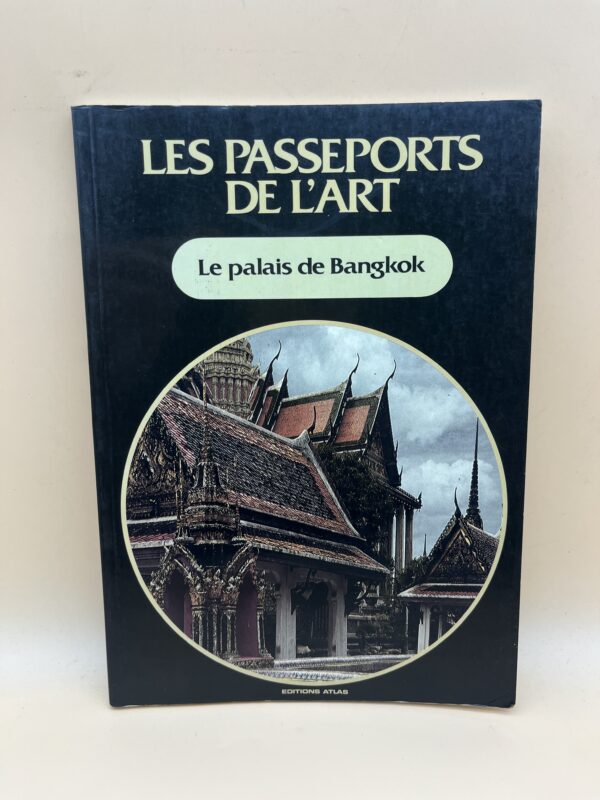 LES PASSEPORTS
DE L'ART
Le palais de Bangkok
EDITIONS ATLAS